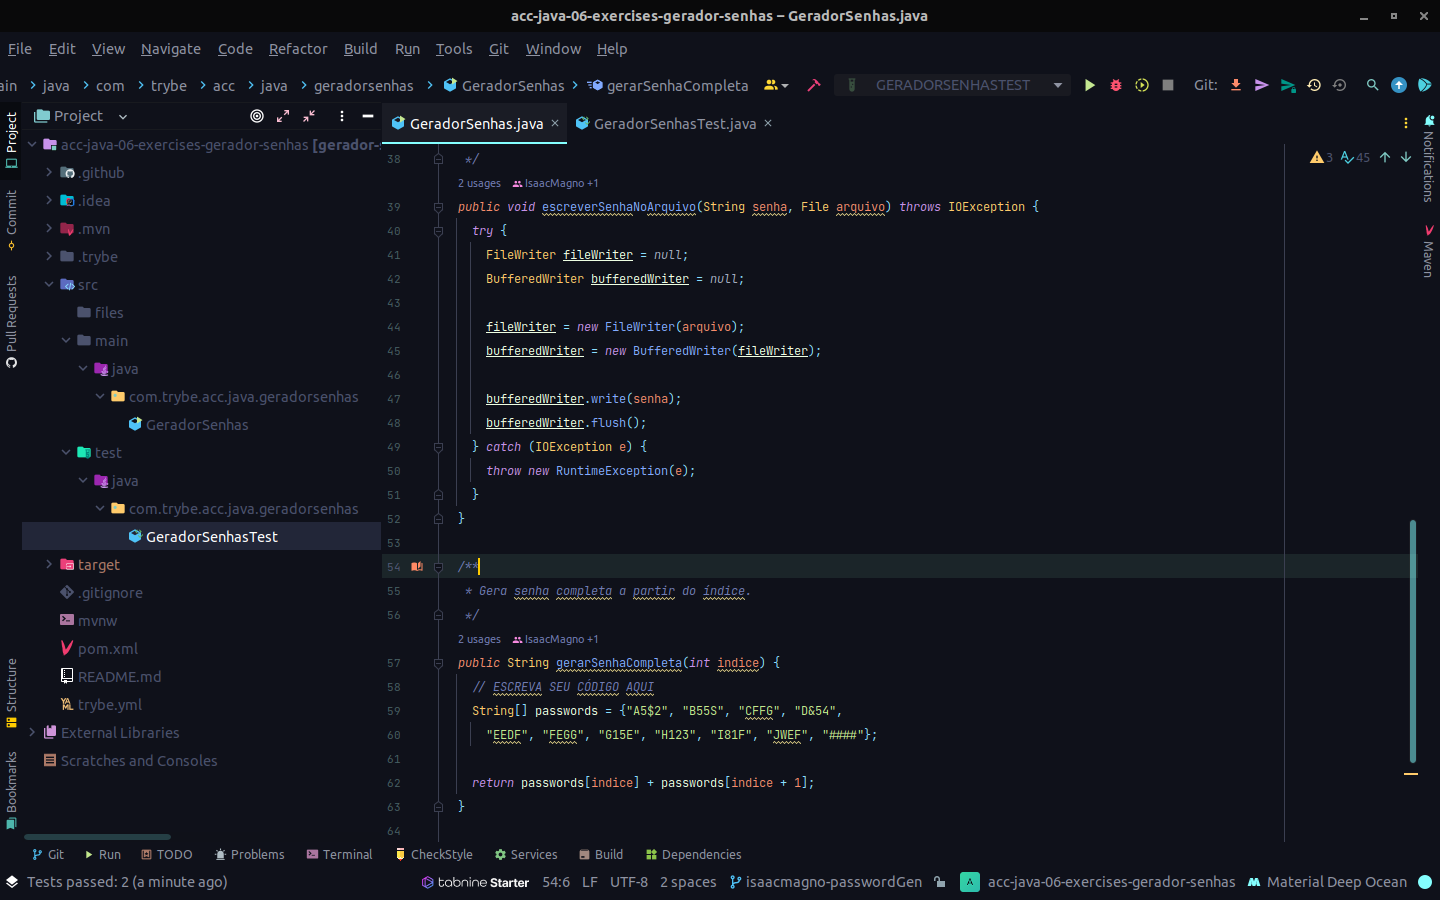 acc-java-06-exercises-gerador-senhas – GeradorSenhas.java
File Edit View Navigate Code Refactor Build Run Tools Git Window Help
ain java com trybe acc java geradorsenhas GeradorSenhas gerarSenhaCompleta GERADORSENHASTEST Git:
Project
GeradorSenhas.java
GeradorSenhasTest.java
Project
Commit
Pull Requests
Structure
Bookmarks
acc-java-06-exercises-gerador-senhas [gerador-
.github
.idea
.mvn
.trybe
src
files
main
java
com.trybe.acc.java.geradorsenhas
GeradorSenhas
test
java
com.trybe.acc.java.geradorsenhas
GeradorSenhasTest
target
.gitignore
mvnw
pom.xml
README.md
trybe.yml
External Libraries
Scratches and Consoles
3 45
Notifications
Maven
38 */
2 usages IsaacMagno +1
39 public void escreverSenhaNoArquivo(String senha, File arquivo) throws IOException {
40 try {
41 FileWriter fileWriter = null;
42 BufferedWriter bufferedWriter = null;
43
44 fileWriter = new FileWriter(arquivo);
45 bufferedWriter = new BufferedWriter(fileWriter);
46
47 bufferedWriter.write(senha);
48 bufferedWriter.flush();
49 } catch (IOException e) {
50 throw new RuntimeException(e);
51 }
52 }
53
54 /**
55 * Gera senha completa a partir do índice.
56 */
2 usages IsaacMagno +1
57 public String gerarSenhaCompleta(int indice) {
58 // ESCREVA SEU CÓDIGO AQUI
59 String[] passwords = {"A5$2", "B55S", "CFFG", "D&54",
60 "EEDF", "FEGG", "G15E", "H123", "I81F", "JWEF", "####"};
61
62 return passwords[indice] + passwords[indice + 1];
63 }
64
Git Run TODO Problems Terminal CheckStyle Services Build Dependencies
Tests passed: 2 (a minute ago) tabnine Starter 54:6 LF UTF-8 2 spaces isaacmagno-passwordGen A acc-java-06-exercises-gerador-senhas Material Deep Ocean